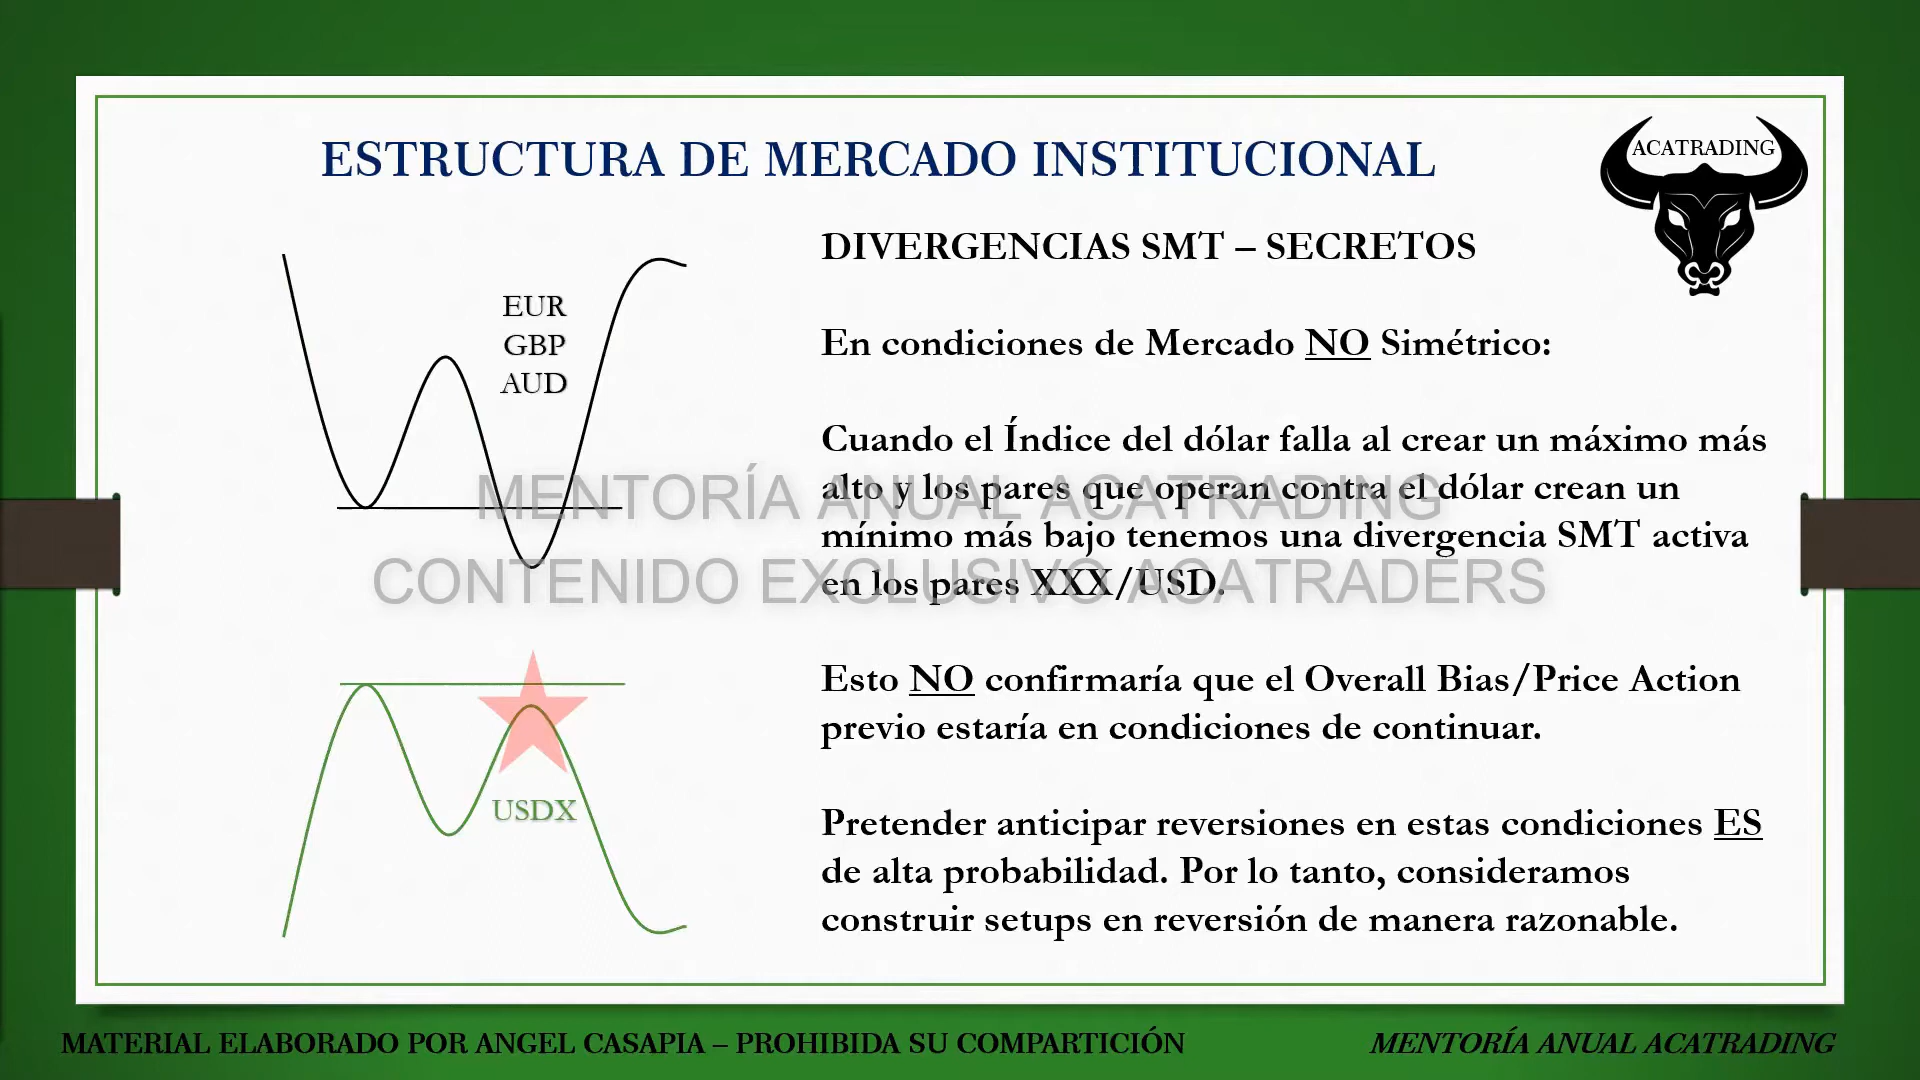 ACATRADING
ESTRUCTURA DE MERCADO INSTITUCIONAL
DIVERGENCIAS SMT – SECRETOS
EUR
GBP
AUD
En condiciones de Mercado NO Simétrico:
Cuando el Índice del dólar falla al crear un máximo más
alto y los pares que operan contra el dólar crean un
mínimo más bajo tenemos una divergencia SMT activa
en los pares XXX/USD.
MENTORÍA ANUAL ACATRADING
CONTENIDO EXCLUSIVO ACATRADERS
Esto NO confirmaría que el Overall Bias/Price Action
previo estaría en condiciones de continuar.
USDX
Pretender anticipar reversiones en estas condiciones ES
de alta probabilidad. Por lo tanto, consideramos
construir setups en reversión de manera razonable.
MATERIAL ELABORADO POR ANGEL CASAPIA – PROHIBIDA SU COMPARTICIÓN
MENTORÍA ANUAL ACATRADING